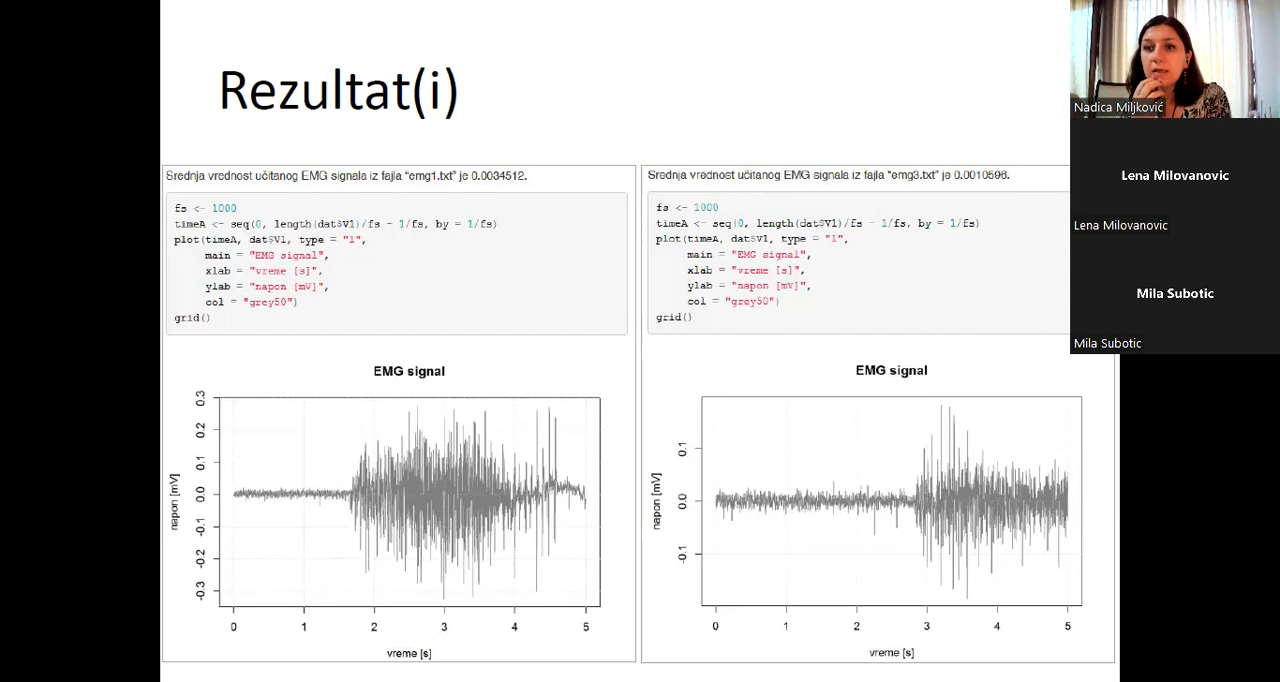 Rezultat(i)
Srednja vrednost učitanog EMG signala iz fajla “emg1.txt” je 0.0034512.
fs <- 1000
timeA <- seq(0, length(dat$V1)/fs - 1/fs, by = 1/fs)
plot(timeA, dat$V1, type = "l",
main = "EMG signal",
xlab = "vreme [s]",
ylab = "napon [mV]",
col = "grey50")
grid()
EMG signal
0.3
0.2
0.1
0.0
-0.1
-0.2
-0.3
napon [mV]
0 1 2 3 4 5
vreme [s]
Srednja vrednost učitanog EMG signala iz fajla “emg3.txt” je 0.0010596.
fs <- 1000
timeA <- seq(0, length(dat$V1)/fs - 1/fs, by = 1/fs)
plot(timeA, dat$V1, type = "l",
main = "EMG signal",
xlab = "vreme [s]",
ylab = "napon [mV]",
col = "grey50")
grid()
EMG signal
0.1
0.0
-0.1
napon [mV]
0 1 2 3 4 5
vreme [s]
Nadica Miljković
Lena Milovanovic
Lena Milovanovic
Mila Subotic
Mila Subotic